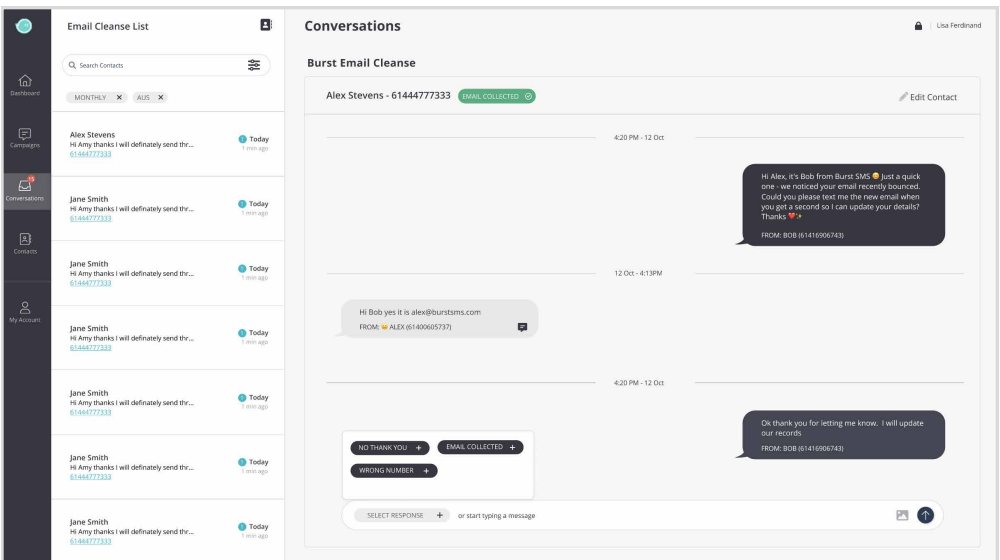 Email Cleanse List
Conversations
Lisa Ferdinand
Search Contacts
Burst Email Cleanse
MONTHLY ×
AUS ×
Dashboard
Campaigns
15
Conversations
Contacts
My Account
Alex Stevens
Hi Amy thanks I will definately send thr...
61444777333
Today
1 min ago
Jane Smith
Hi Amy thanks I will definately send thr...
61444777333
Today
1 min ago
Jane Smith
Hi Amy thanks I will definately send thr...
61444777333
Today
1 min ago
Jane Smith
Hi Amy thanks I will definately send thr...
61444777333
Today
1 min ago
Jane Smith
Hi Amy thanks I will definately send thr...
61444777333
Today
1 min ago
Jane Smith
Hi Amy thanks I will definately send thr...
61444777333
Today
1 min ago
Jane Smith
Hi Amy thanks I will definately send thr...
61444777333
Today
1 min ago
Alex Stevens - 61444777333
EMAIL COLLECTED
Edit Contact
4:20 PM - 12 Oct
Hi Alex, it's Bob from Burst SMS 😀 Just a quick
one - we noticed your email recently bounced.
Could you please text me the new email when
you get a second so I can update your details?
Thanks ❤️✨
FROM: BOB (61416906743)
12 Oct - 4:13PM
Hi Bob yes it is alex@burstsms.com
FROM: 😀 ALEX (61400605737)
4:20 PM - 12 Oct
Ok thank you for letting me know. I will update
our records
FROM: BOB (61416906743)
NO THANK YOU +
EMAIL COLLECTED +
WRONG NUMBER +
SELECT RESPONSE +
or start typing a message